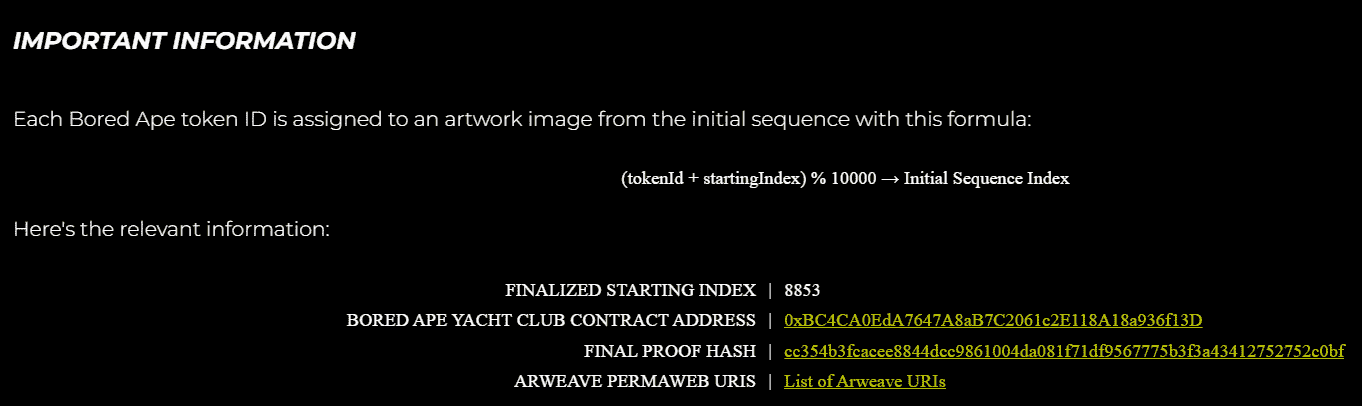 IMPORTANT INFORMATION
Each Bored Ape token ID is assigned to an artwork image from the initial sequence with this formula:
(tokenId + startingIndex) % 10000 → Initial Sequence Index
Here's the relevant information:
FINALIZED STARTING INDEX | 8853
BORED APE YACHT CLUB CONTRACT ADDRESS | 0xBC4CA0EdA7647A8aB7C2061c2E118A18a936f13D
FINAL PROOF HASH | cc354b3fcacee8844dcc9861004da081f71df9567775b3f3a43412752752c0bf
ARWEAVE PERMAWEB URIS | List of Arweave URIs